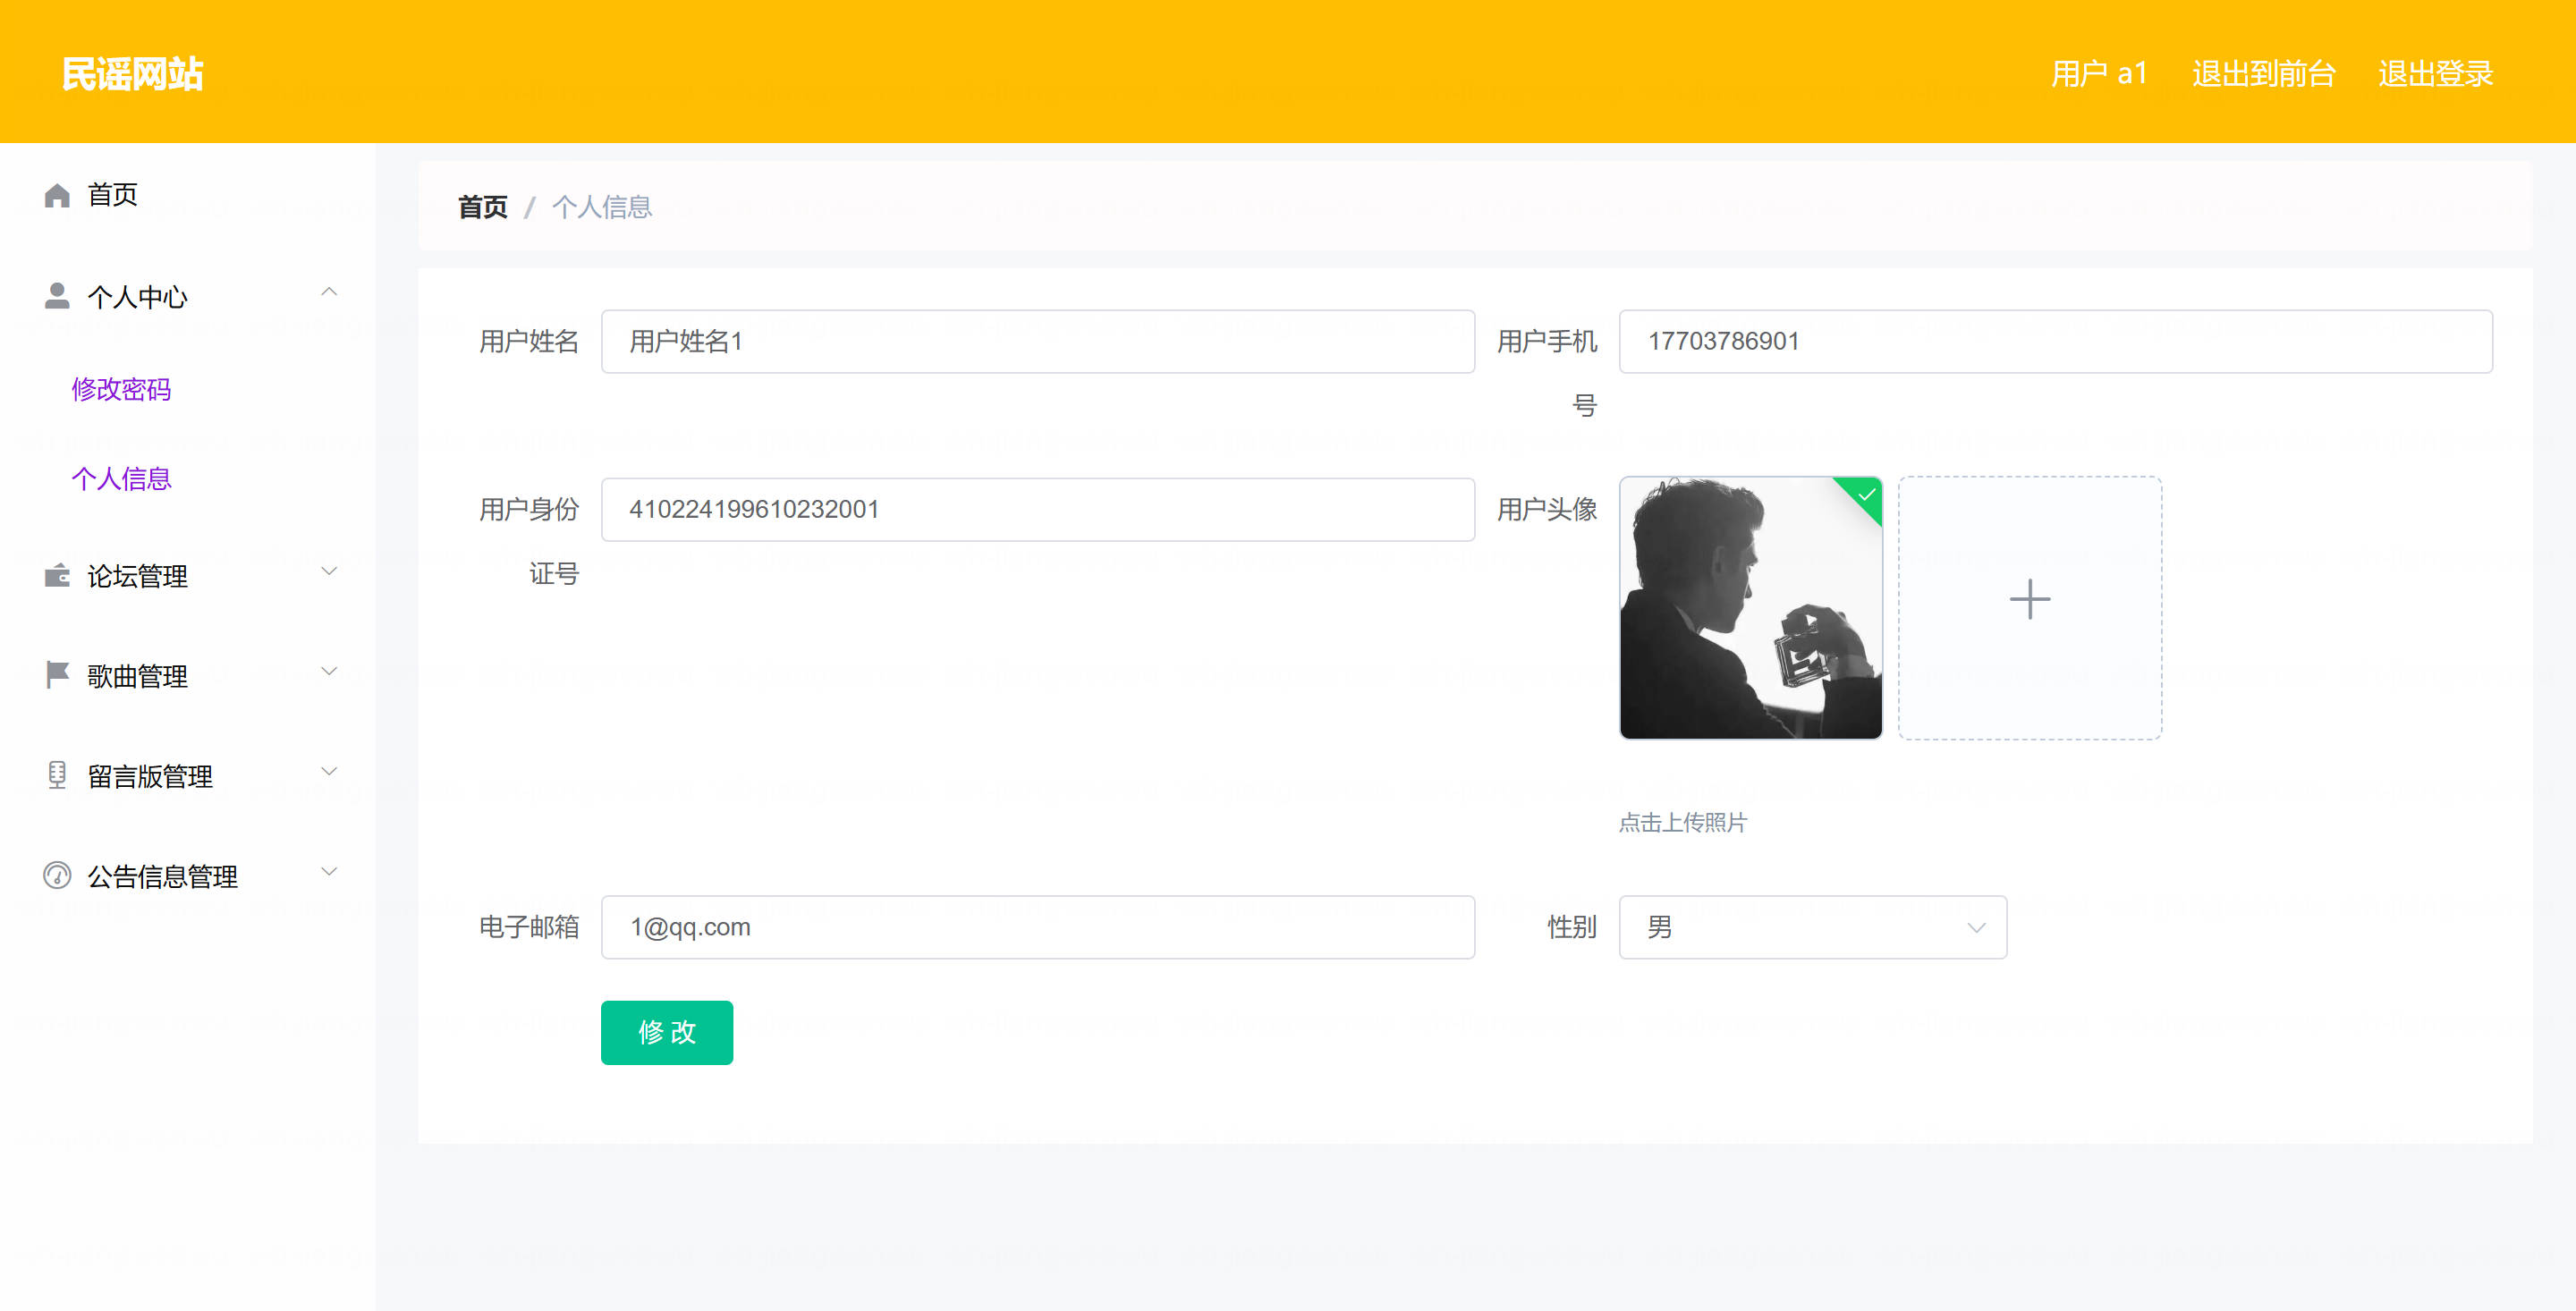 民谣网站
用户 a1
退出到前台
退出登录
首页
个人中心
修改密码
个人信息
论坛管理
歌曲管理
留言版管理
公告信息管理
首页 / 个人信息
用户姓名
用户姓名1
用户手机
号
17703786901
用户身份
证号
410224199610232001
用户头像
点击上传照片
电子邮箱
1@qq.com
性别
男
修 改